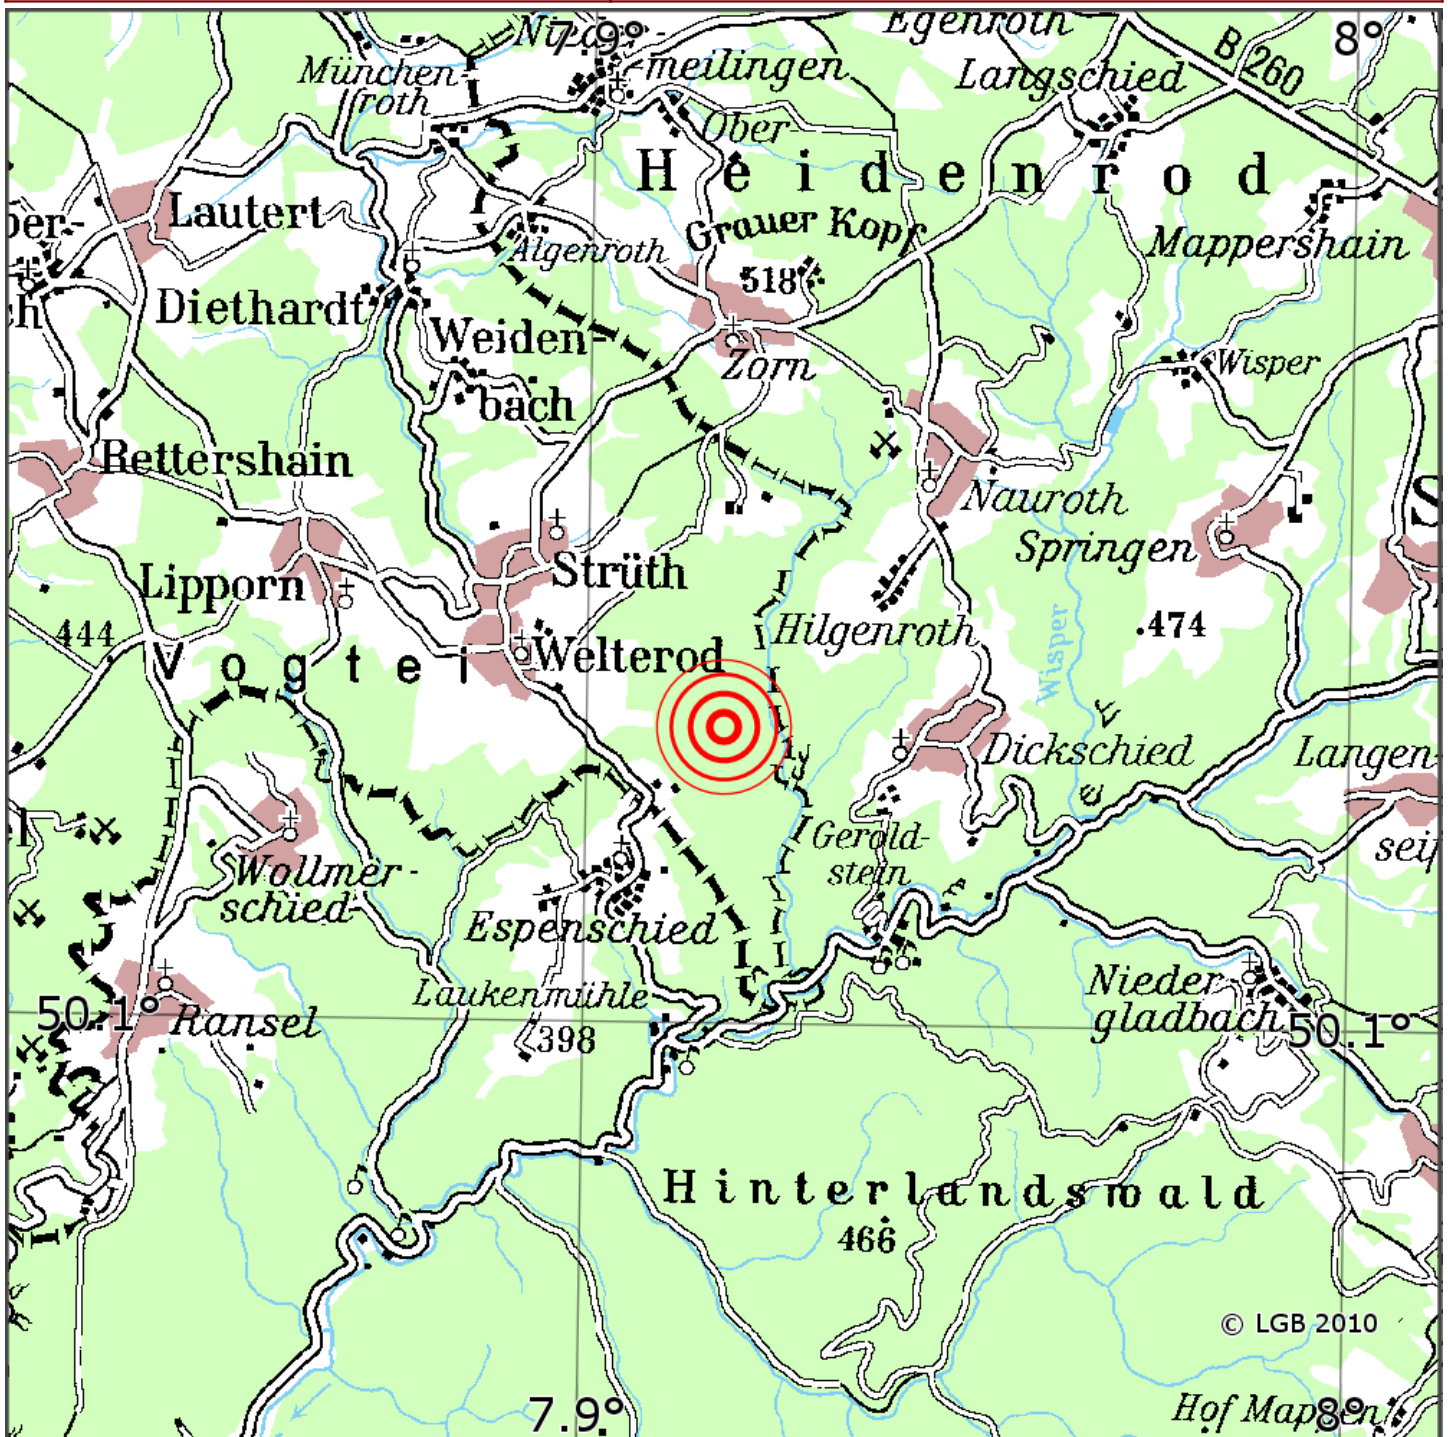 7.9°
Egenroth
8°
München-
roth
meilingen
Langschied
B 260
Ober-
Heidenrod
Lautert
Grauer Kopf
Algenroth
Mappershain
518
Diethardt
Weiden-
bach
Zorn
Wisper
Rettershain
Nauroth
Springen
Strüth
Lipporn
Hilgenroth
444
.474
Welterod
Vogtei
Wisper
Dickschied
Langen-
seif
Gerold-
stein
Wollmer-
schied
Espenschied
Laukenmühle
Nieder
gladbach
50.1°
Ransel
398
50.1°
Hinterlandswald
466
© LGB 2010
7.9°
Hof Mappen
8°